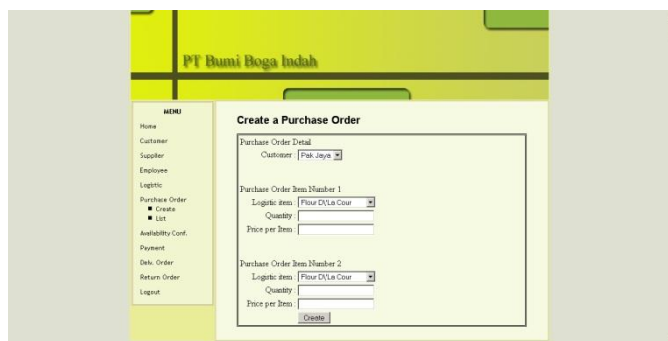 PT Bumi Boga Indah
MENU
Home
Customer
Supplier
Employee
Logistic
Purchase Order
Create
List
Availability Conf.
Payment
Delv. Order
Return Order
Logout
Create a Purchase Order
Purchase Order Detail
Customer : Pak Jaya
Purchase Order Item Number 1
Logistic item : Flour D\'La Cour
Quantity :
Price per Item :
Purchase Order Item Number 2
Logistic item : Flour D\'La Cour
Quantity :
Price per Item :
Create